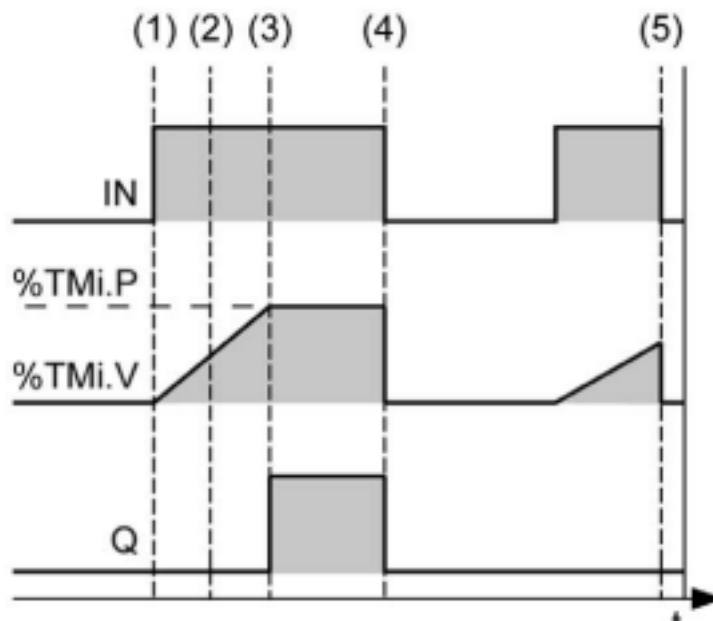 (1) (2) (3) (4) (5)
IN
%TMi.P
%TMi.V
Q
t